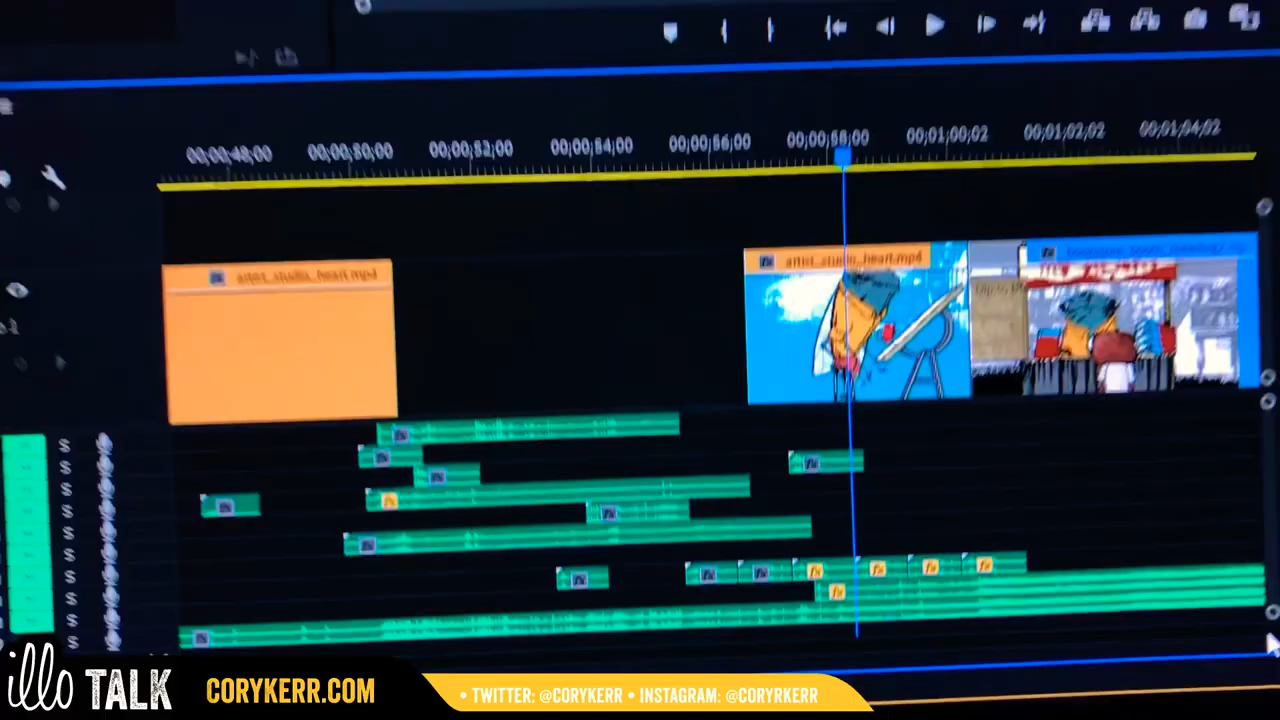 00;00;48;00 00;00;50;00 00;00;52;00 00;00;54;00 00;00;56;00 00;00;58;00 00;01;00;02 00;01;02;02 00;01;04;02
artist_studio_heart.mp4 artist_studio_heart.mp4
fx
S
S
S
S
S
S
S
S
S
S
illo TALK CORYKERR.COM • TWITTER: @CORYKERR • INSTAGRAM: @CORYRKERR